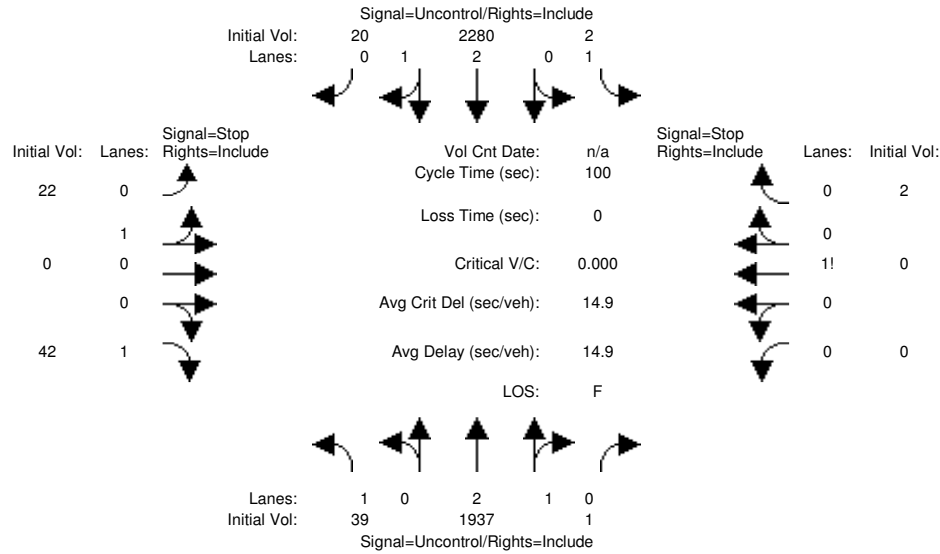 Signal=Uncontrol/Rights=Include
Initial Vol: 20 2280 2
Lanes: 0 1 2 0 1
Signal=Stop
Initial Vol: Lanes: Rights=Include
Vol Cnt Date: n/a
Signal=Stop
Rights=Include Lanes: Initial Vol:
Cycle Time (sec): 100
22 0
0 2
Loss Time (sec): 0
1
0
0 0
Critical V/C: 0.000
1! 0
0
Avg Crit Del (sec/veh): 14.9
0
42 1
Avg Delay (sec/veh): 14.9
0 0
LOS: F
Lanes: 1 0 2 1 0
Initial Vol: 39 1937 1
Signal=Uncontrol/Rights=Include